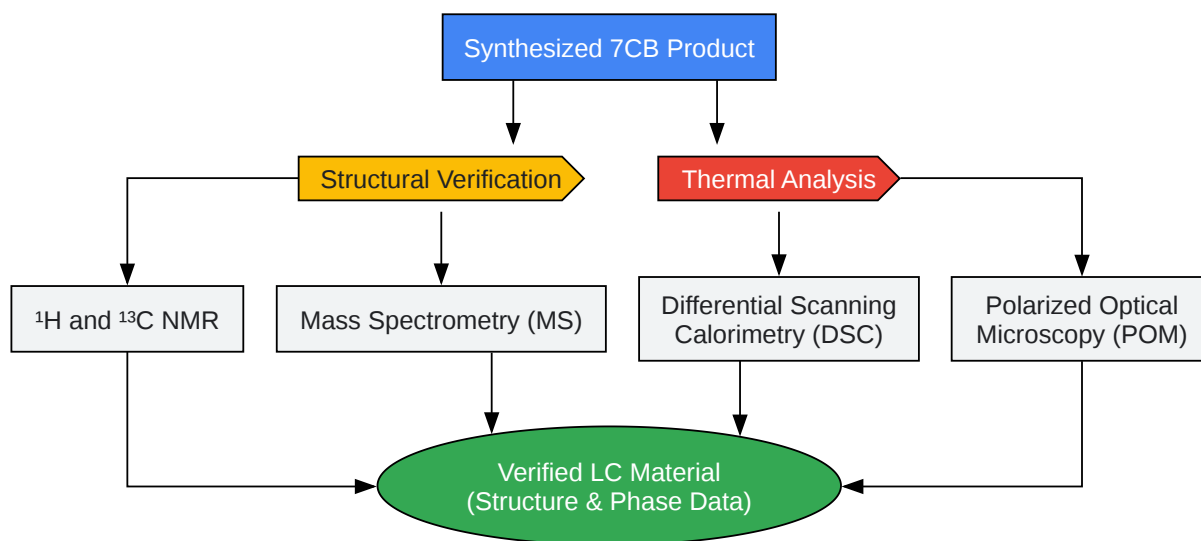 Synthesized 7CB Product
Structural Verification
Thermal Analysis
¹H and ¹³C NMR
Mass Spectrometry (MS)
Differential Scanning
Calorimetry (DSC)
Polarized Optical
Microscopy (POM)
Verified LC Material
(Structure & Phase Data)